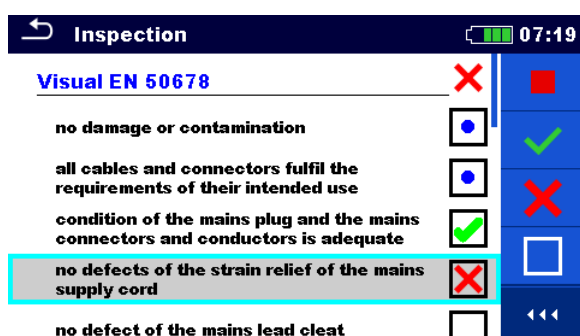 Inspection
07:19
Visual EN 50678
no damage or contamination
all cables and connectors fulfil the
requirements of their intended use
condition of the mains plug and the mains
connectors and conductors is adequate
no defects of the strain relief of the mains
supply cord
no defect of the mains lead cleat